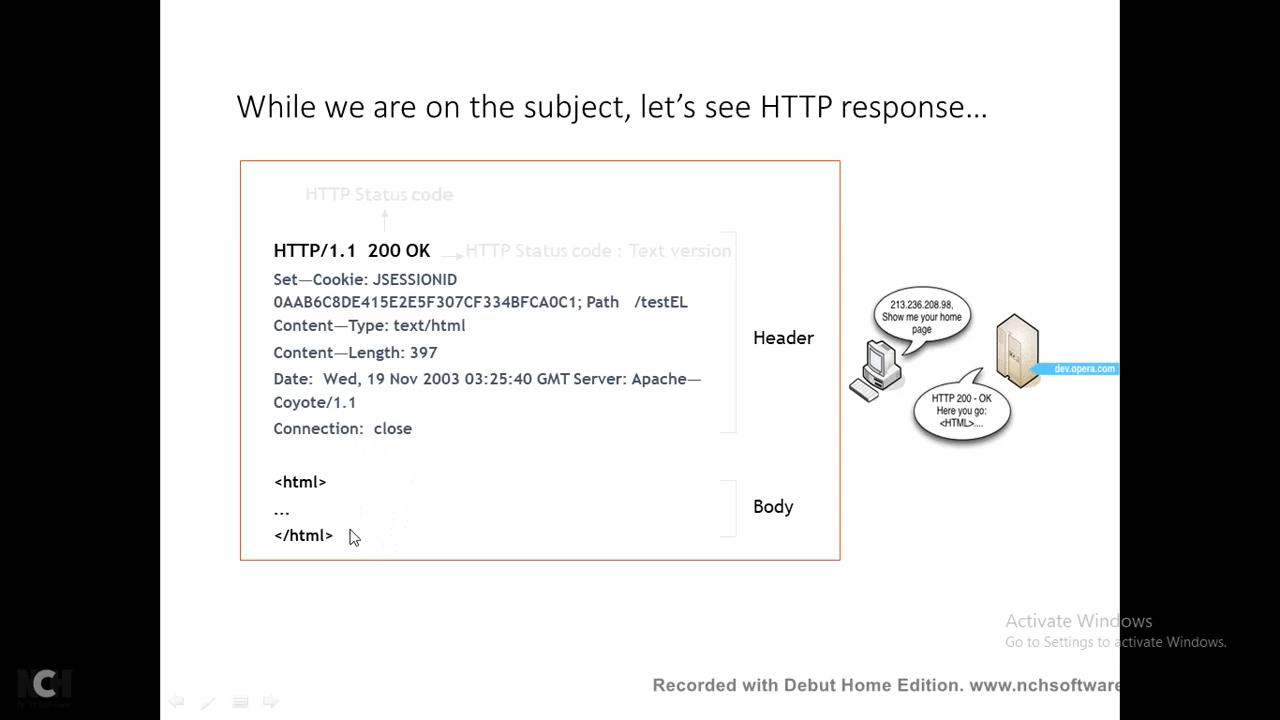 While we are on the subject, let's see HTTP response...
HTTP Status code
HTTP/1.1 200 OK
HTTP Status code : Text version
Set—Cookie: JSESSIONID
0AAB6C8DE415E2E5F307CF334BFCA0C1; Path /testEL
Content—Type: text/html
Content—Length: 397
Date: Wed, 19 Nov 2003 03:25:40 GMT Server: Apache—
Coyote/1.1
Connection: close
Header
<html>
...
</html>
Body
213.236.208.98,
Show me your home
page
dev.opera.com
HTTP 200 - OK
Here you go:
<HTML>....
Activate Windows
Go to Settings to activate Windows.
NCH
Recorded with Debut Home Edition. www.nchsoftware